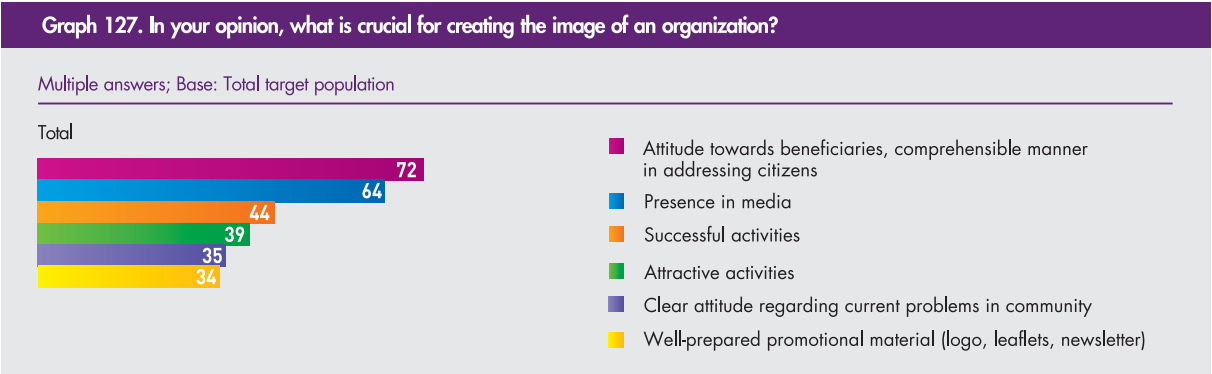 Graph 127. In your opinion, what is crucial for creating the image of an organization?
Multiple answers; Base: Total target population
Total
72
64
44
39
35
34
Attitude towards beneficiaries, comprehensible manner
in addressing citizens
Presence in media
Successful activities
Attractive activities
Clear attitude regarding current problems in community
Well-prepared promotional material (logo, leaflets, newsletter)